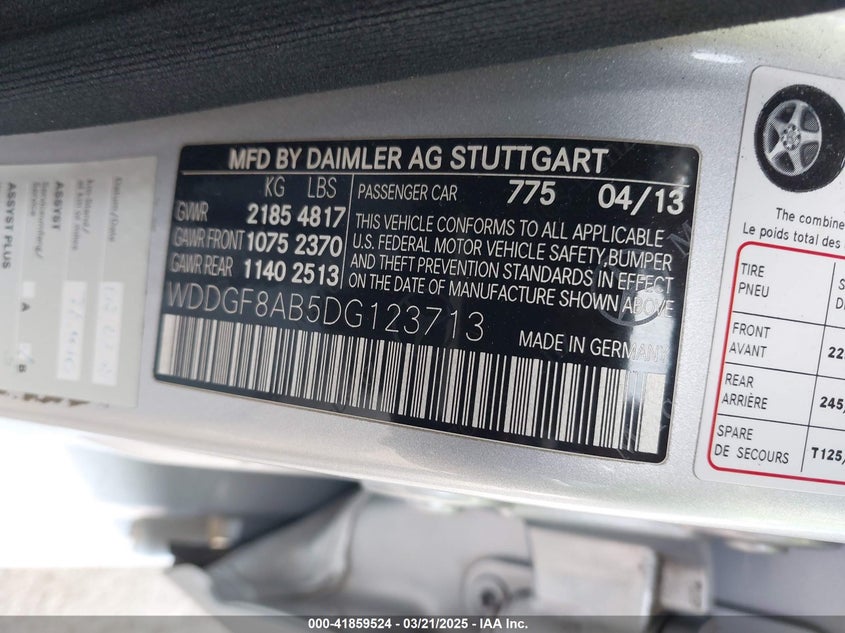 MFD BY DAIMLER AG STUTTGART
KG LBS
GVWR 2185 4817
GAWR FRONT 1075 2370
GAWR REAR 1140 2513
PASSENGER CAR 775 04/13
THIS VEHICLE CONFORMS TO ALL APPLICABLE
U.S. FEDERAL MOTOR VEHICLE SAFETY, BUMPER
AND THEFT PREVENTION STANDARDS IN EFFECT
ON THE DATE OF MANUFACTURE SHOWN ABOVE
WDDGF8AB5DG123713
MADE IN GERMANY
ASSYST PLUS
A
B
ASSYST
The combine
Le poids total des
TIRE
PNEU
FRONT
AVANT
22
REAR
ARRIÈRE
245/
SPARE
DE SECOURS
T125/
000-41859524 - 03/21/2025 - IAA Inc.